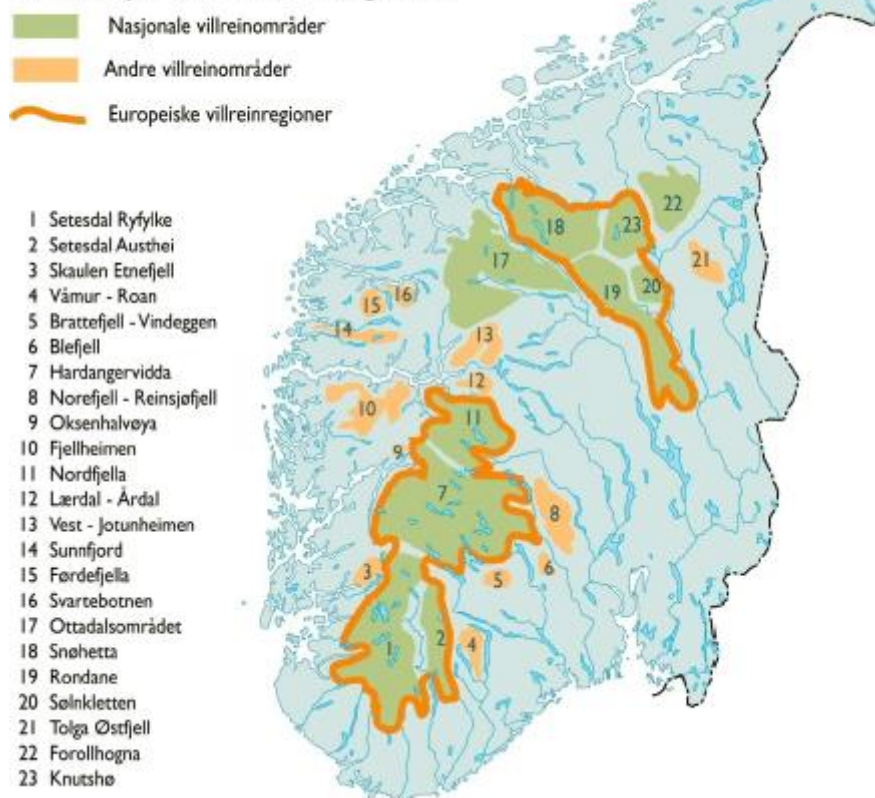 Nasjonale villreinområder
Andre villreinområder
Europeiske villreinregioner
1 Setesdal Ryfylke
2 Setesdal Austhei
3 Skaulen Etnefjell
4 Våmur - Roan
5 Brattefjell - Vindeggen
6 Blefjell
7 Hardangervidda
8 Norefjell - Reinsjøfjell
9 Oksenhalvøya
10 Fjellheimen
11 Nordfjella
12 Lærdal - Årdal
13 Vest - Jotunheimen
14 Sunnfjord
15 Førdefjella
16 Svartebotnen
17 Ottadalsområdet
18 Snøhetta
19 Rondane
20 Sølnkletten
21 Tolga Østfjell
22 Forollhogna
23 Knutshø
22
18
23
17
21
20
19
16
15
14
13
12
10
11
9
7
8
3
6
5
1
2
4